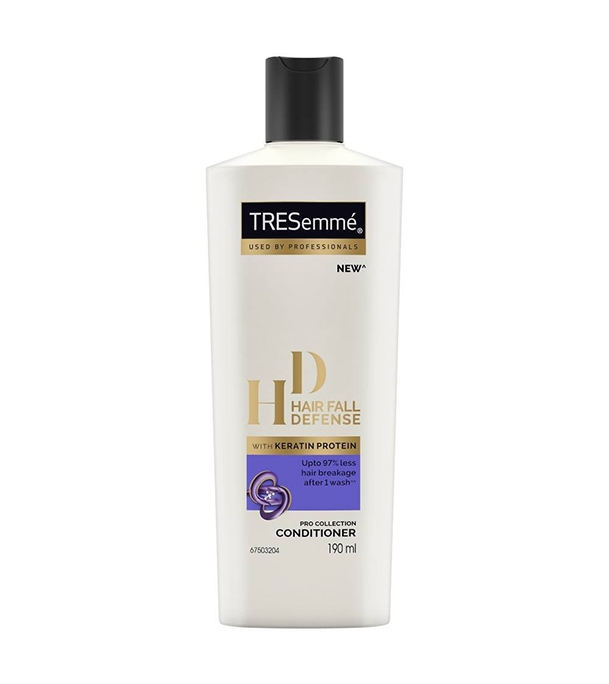 TRESemmé®
USED BY PROFESSIONALS
NEW^
HD
HAIR FALL
DEFENSE
WITH KERATIN PROTEIN
Upto 97% less
hair breakage
after 1 wash^^
PRO COLLECTION
CONDITIONER
67503204
190 ml